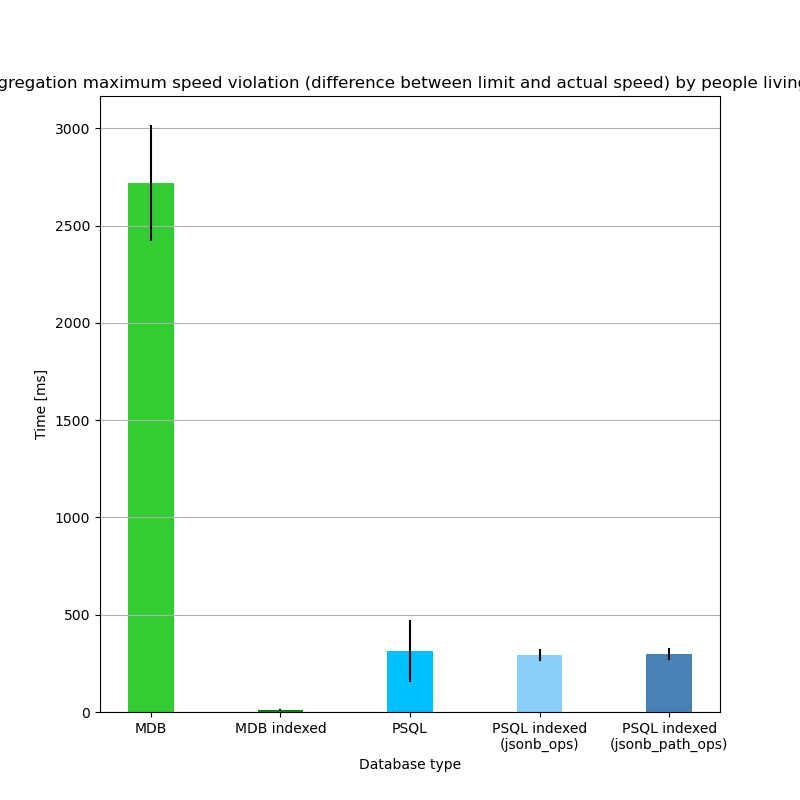 gregation maximum speed violation (difference between limit and actual speed) by people living
3000
2500
2000
1500
1000
500
0
Time [ms]
MDB
MDB indexed
PSQL
PSQL indexed
(jsonb_ops)
PSQL indexed
(jsonb_path_ops)
Database type